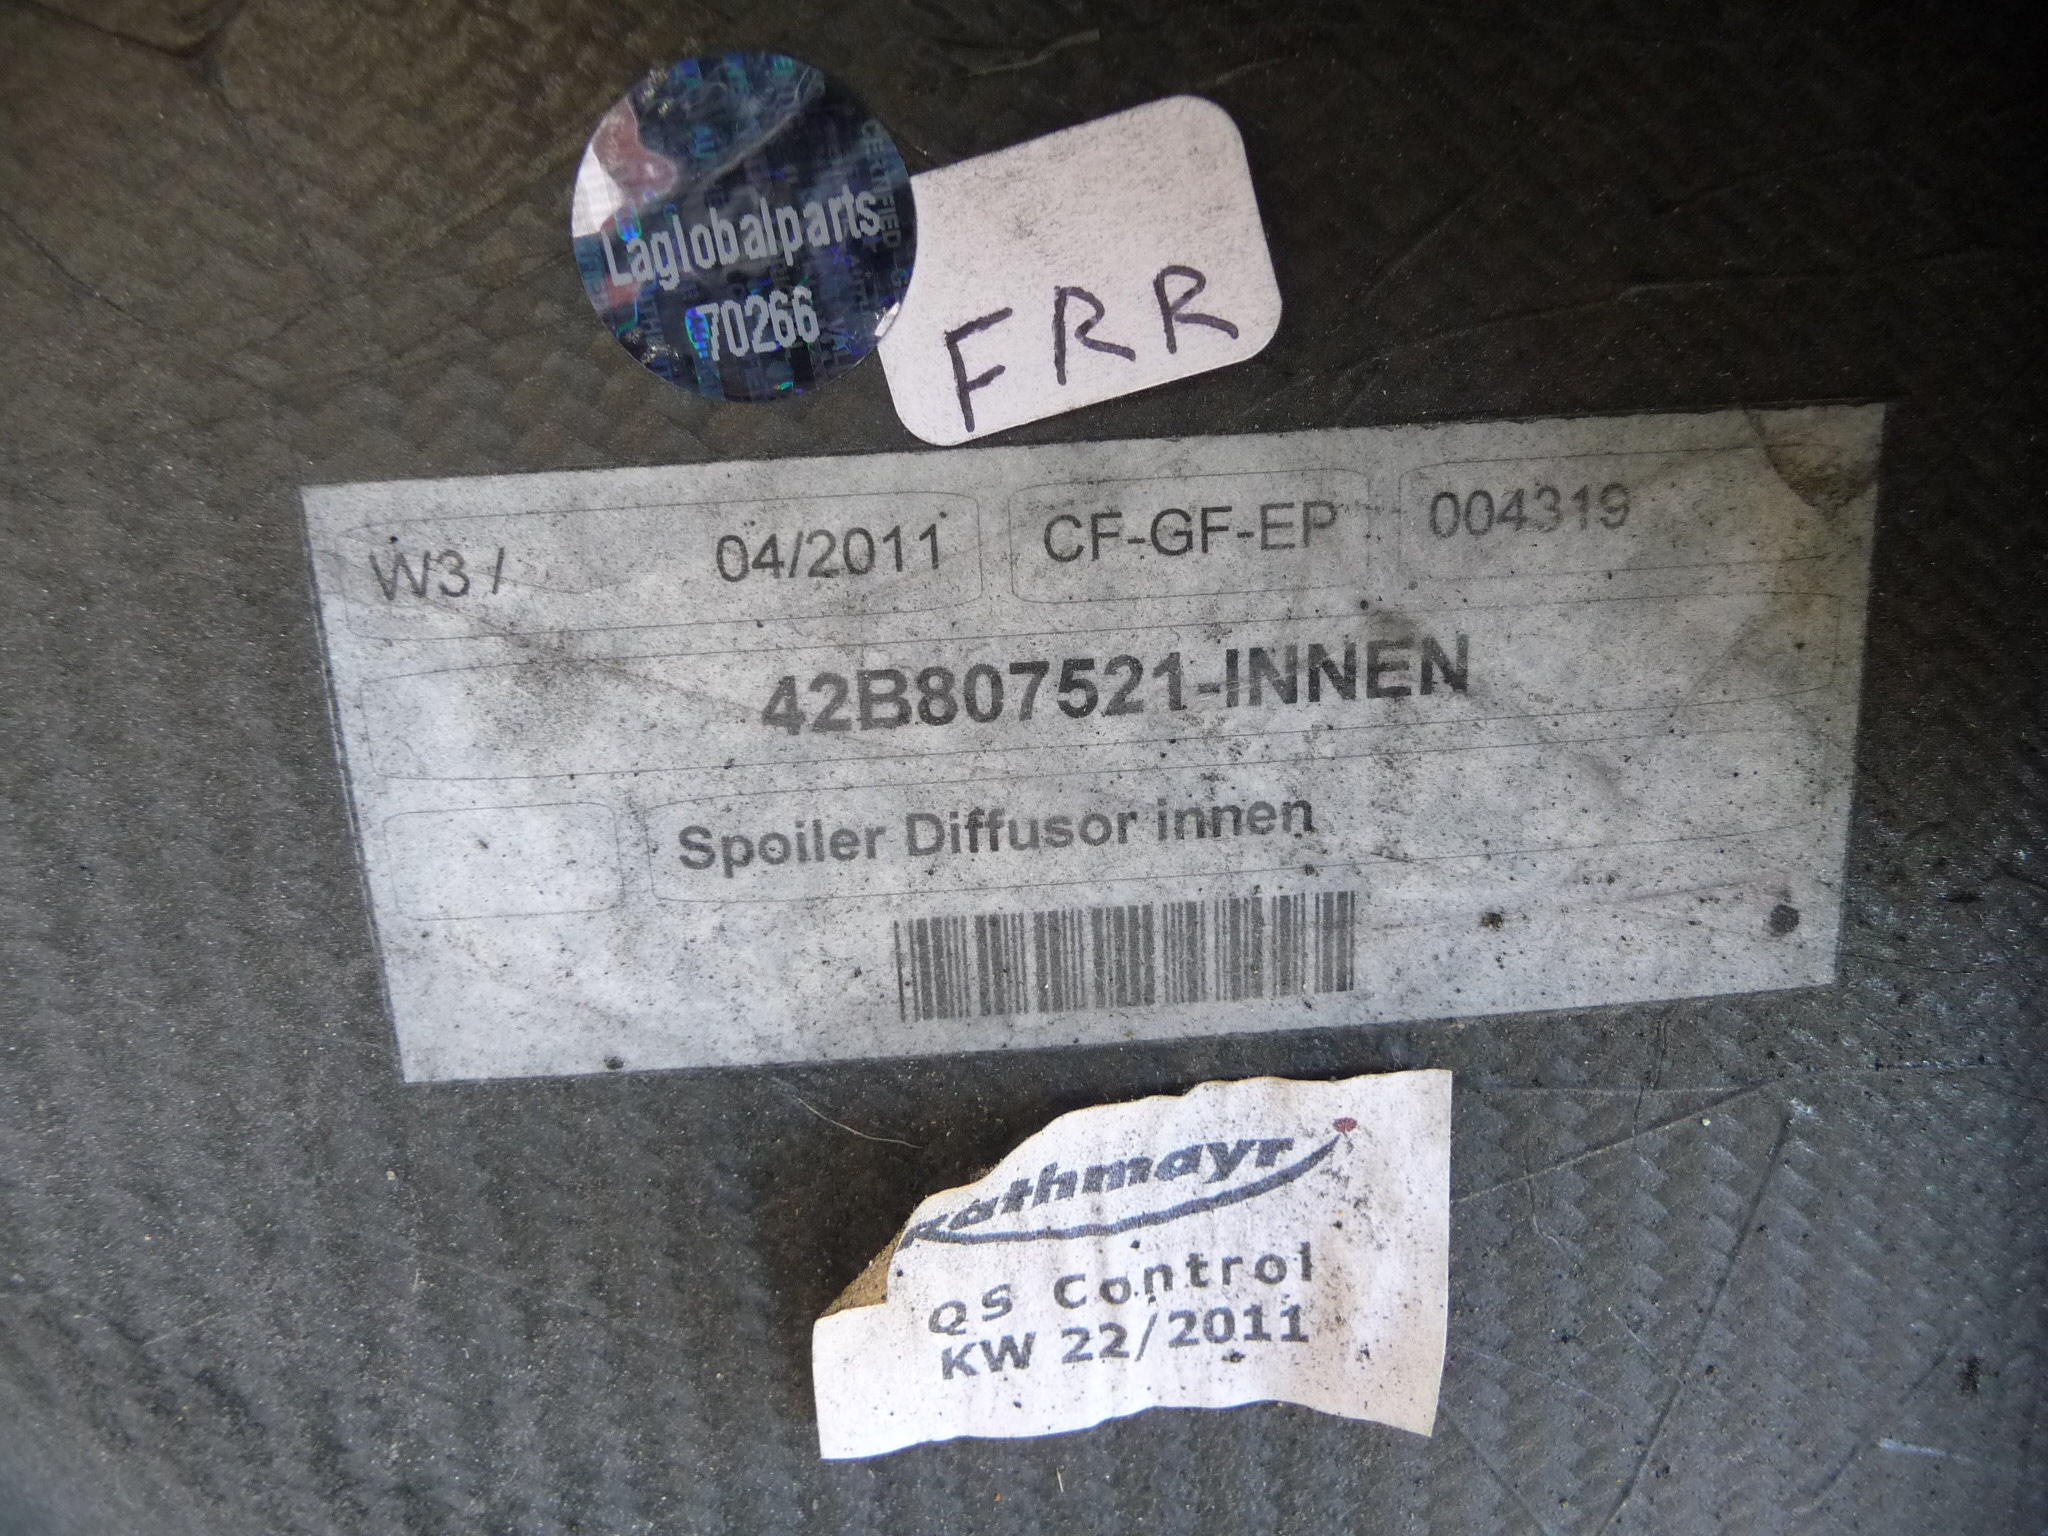 Laglobalparts
70266
FRR
W3 / 04/2011 CF-GF-EP 004319
42B807521-INNEN
Spoiler Diffusor innen
Rathmayr
QS Control
KW 22/2011